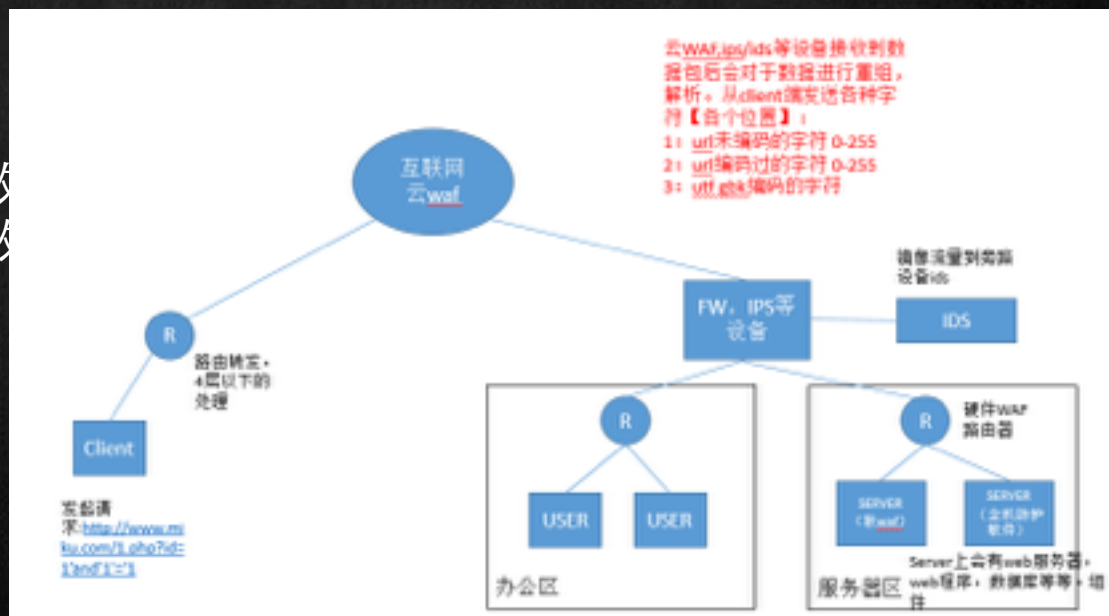 云WAF,ips/ids等设备接收到数
据包后会对于数据进行重组，
解析。从client端发送各种字
符【各个位置】：
1：url未编码的字符 0-255
2：url编码过的字符 0-255
3：utf,gbk编码的字符
互联网
云waf
镜像流量到旁路
设备ids
FW，IPS等
设备
IDS
R
路由转发，
4层以下的
处理
Client
发起请
求:http://www.mi
ku.com/1.php?id=
1'and'1'='1
R
USER
USER
办公区
R
硬件WAF
路由器
SERVER
（软waf）
SERVER
（主机防护
软件）
Server上会有web服务器，
web程序，数据库等等，组
件
服务器区